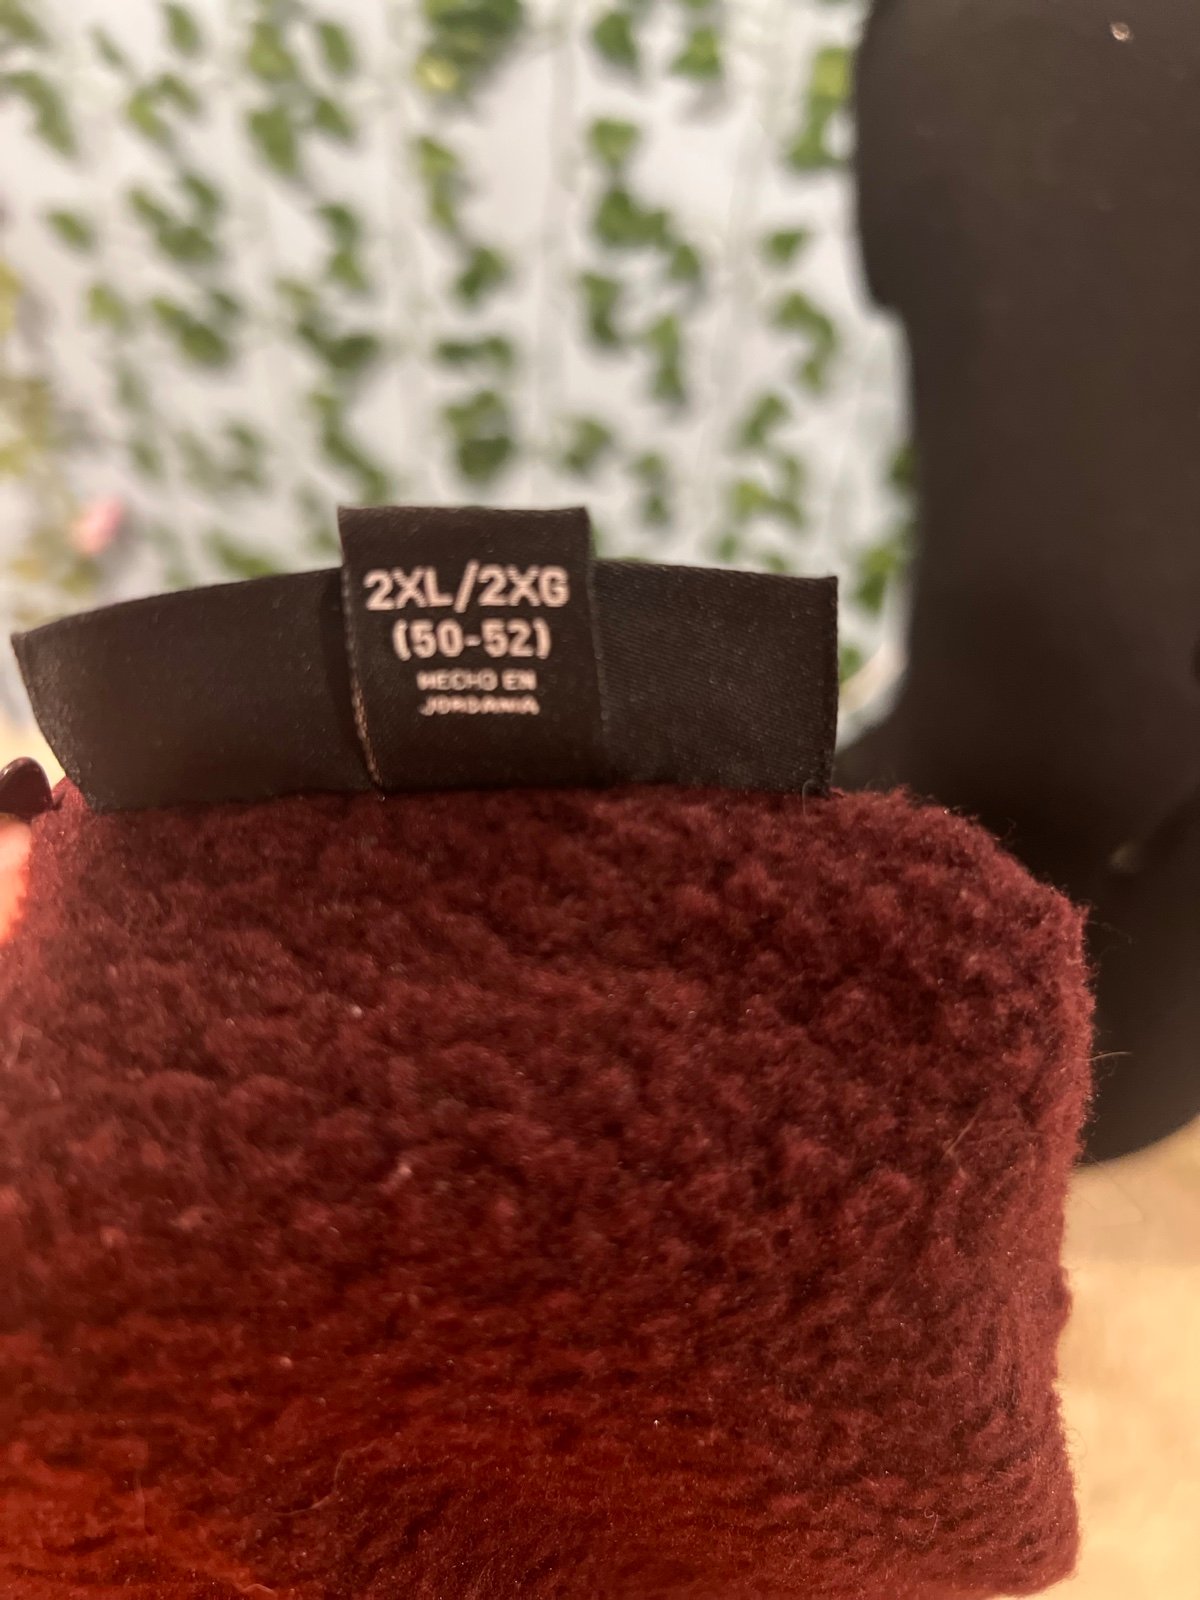 2XL/2XG
(50-52)
HECHO EN
JORDANIA